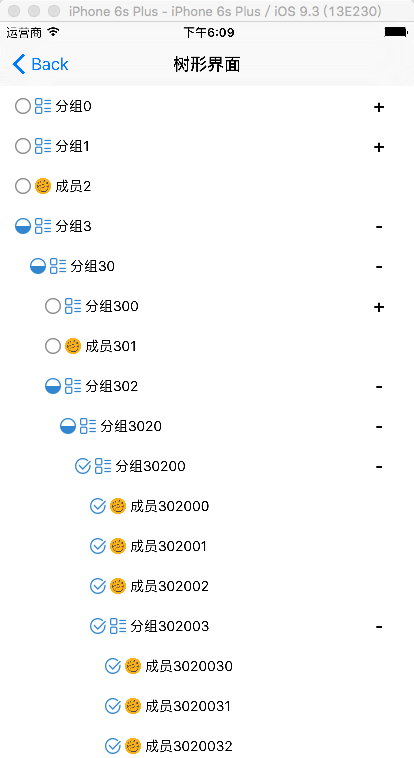 iPhone 6s Plus - iPhone 6s Plus / iOS 9.3 (13E230)
运营商 下午6:09
Back 树形界面
分组0 +
分组1 +
成员2
分组3 -
分组30 -
分组300 +
成员301
分组302 -
分组3020 -
分组30200 -
成员302000
成员302001
成员302002
分组302003 -
成员3020030
成员3020031
成员3020032